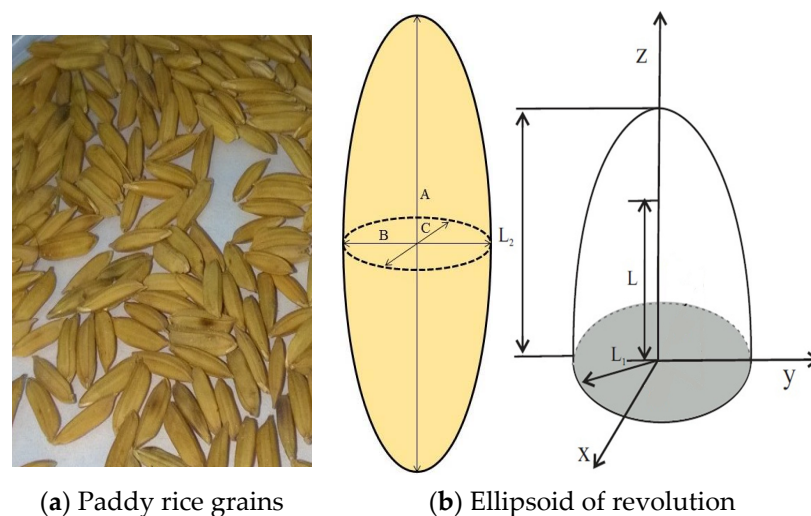 A
B
C
Z
L₂
L
L₁
y
X
(a) Paddy rice grains
(b) Ellipsoid of revolution